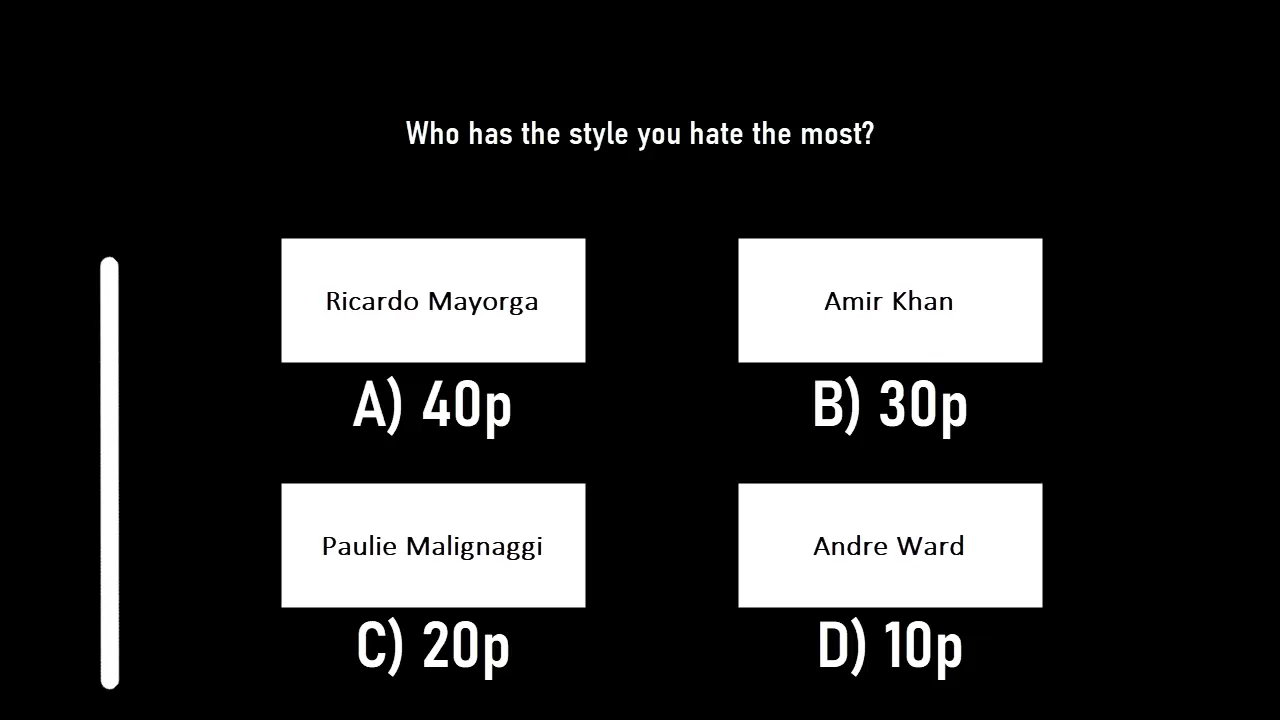 Who has the style you hate the most?
Ricardo Mayorga
Amir Khan
A) 40p
B) 30p
Paulie Malignaggi
Andre Ward
C) 20p
D) 10p